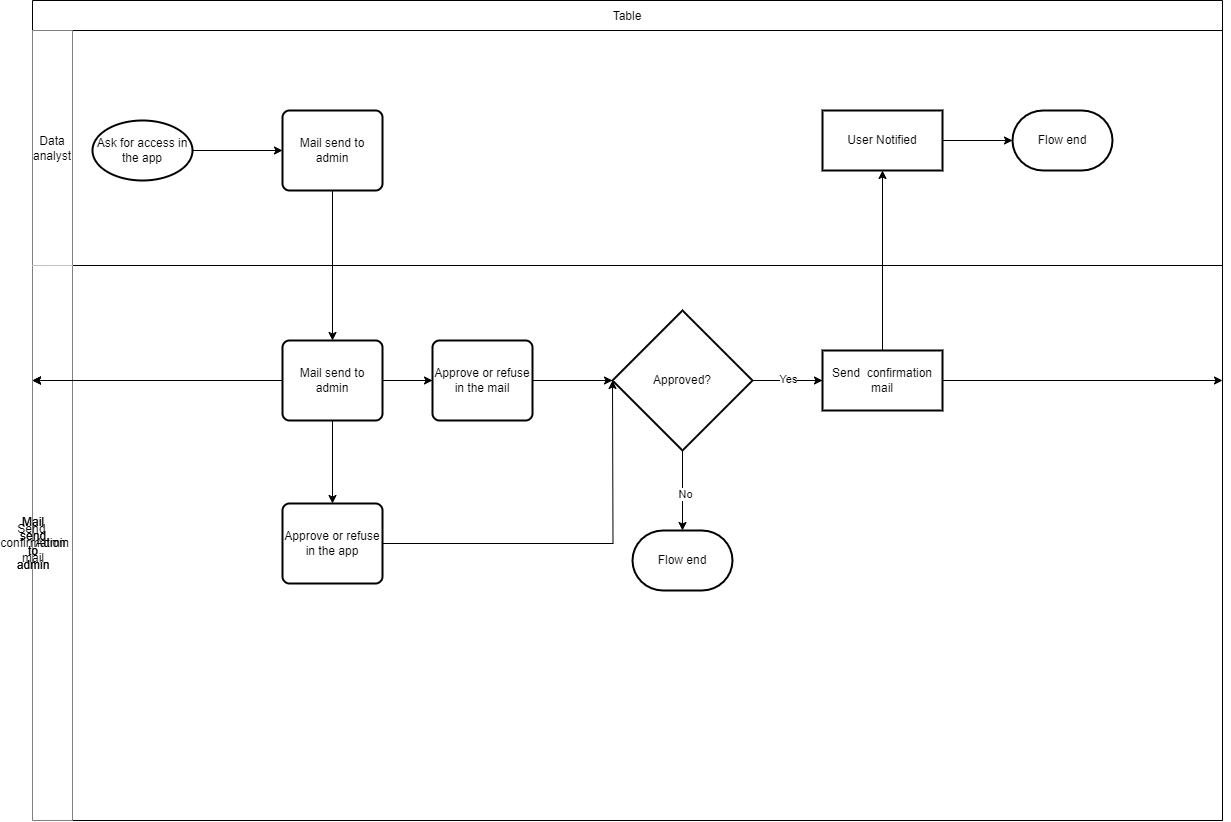 Table
Data
analyst
Ask for access in
the app
Mail send to
admin
User Notified
Flow end
Mail send to
admin
Approve or refuse
in the mail
Approved?
Yes
Send  confirmation
mail
No
Approve or refuse
in the app
Flow end
Mail
send
to
admin
Send
mail